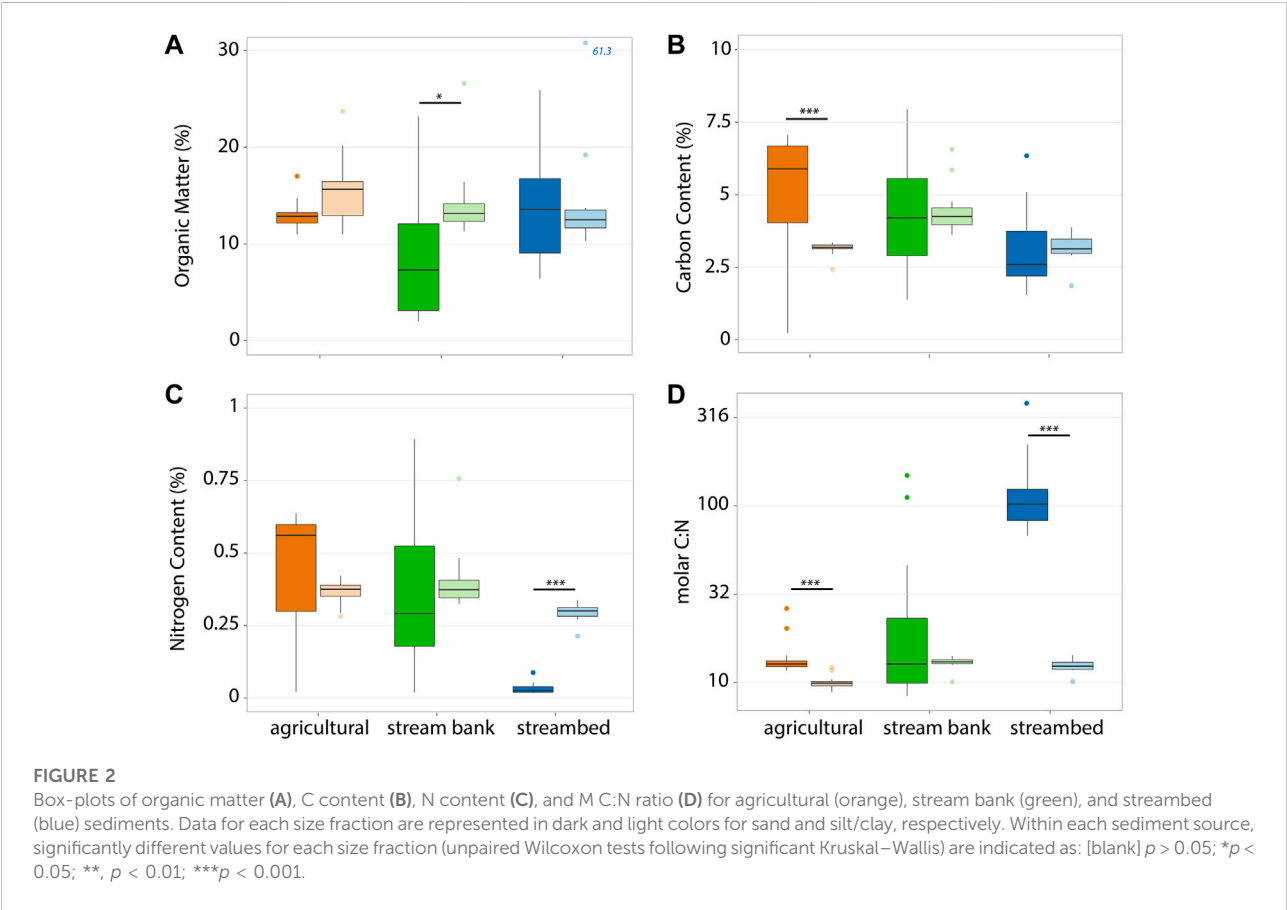 A
30
20
10
0
Organic Matter (%)
*
61.3
B
10
7.5
5
2.5
0
Carbon Content (%)
***
C
1
0.75
0.5
0.25
0
Nitrogen Content (%)
***
agricultural stream bank streambed
D
316
100
32
10
molar C:N
***
***
agricultural stream bank streambed
FIGURE 2
Box-plots of organic matter (A), C content (B), N content (C), and M C:N ratio (D) for agricultural (orange), stream bank (green), and streambed
(blue) sediments. Data for each size fraction are represented in dark and light colors for sand and silt/clay, respectively. Within each sediment source,
significantly different values for each size fraction (unpaired Wilcoxon tests following significant Kruskal–Wallis) are indicated as: [blank] p > 0.05; *p <
0.05; **, p < 0.01; ***p < 0.001.